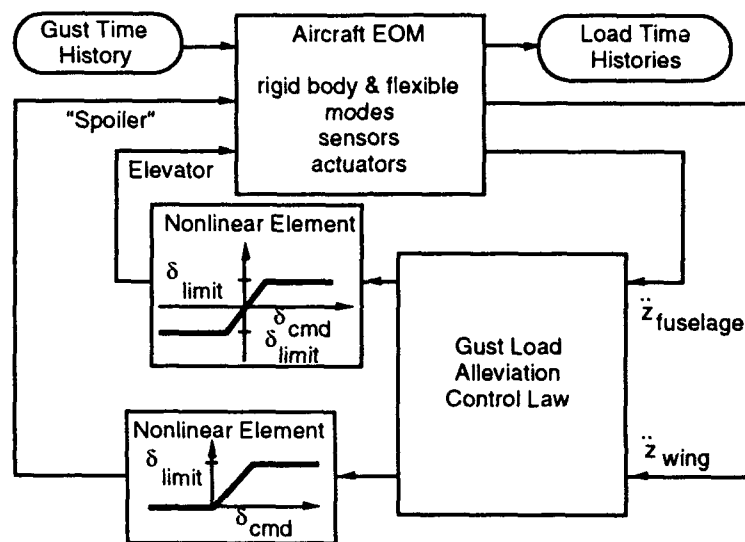 Gust Time
History
Aircraft EOM
rigid body & flexible
modes
sensors
actuators
Load Time
Histories
"Spoiler"
Elevator
Nonlinear Element
δ limit
δ cmd
δ limit
Gust Load
Alleviation
Control Law
z̈ fuselage
z̈ wing
Nonlinear Element
δ limit
δ cmd